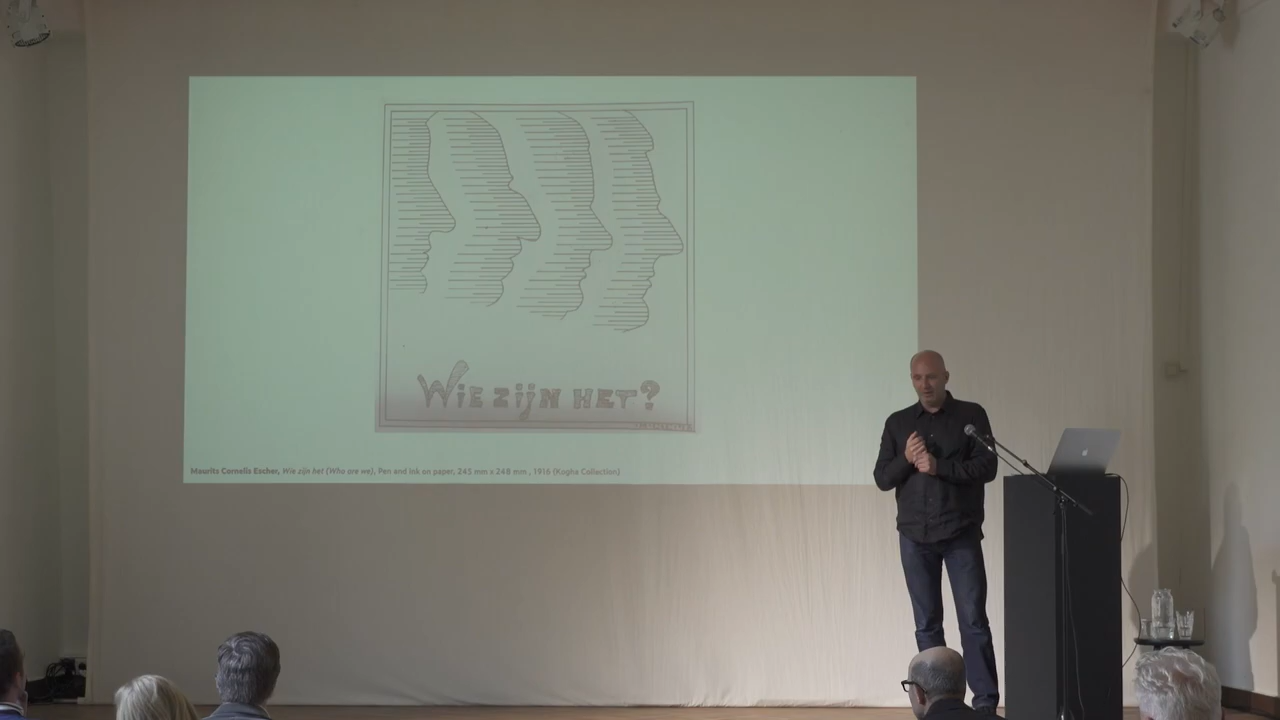 Wie zijn het?
Maurits Cornelis Escher, Wie zijn het (Who are we). Pen and ink on paper, 245 mm x 248 mm , 1916 (Kogha Collection)